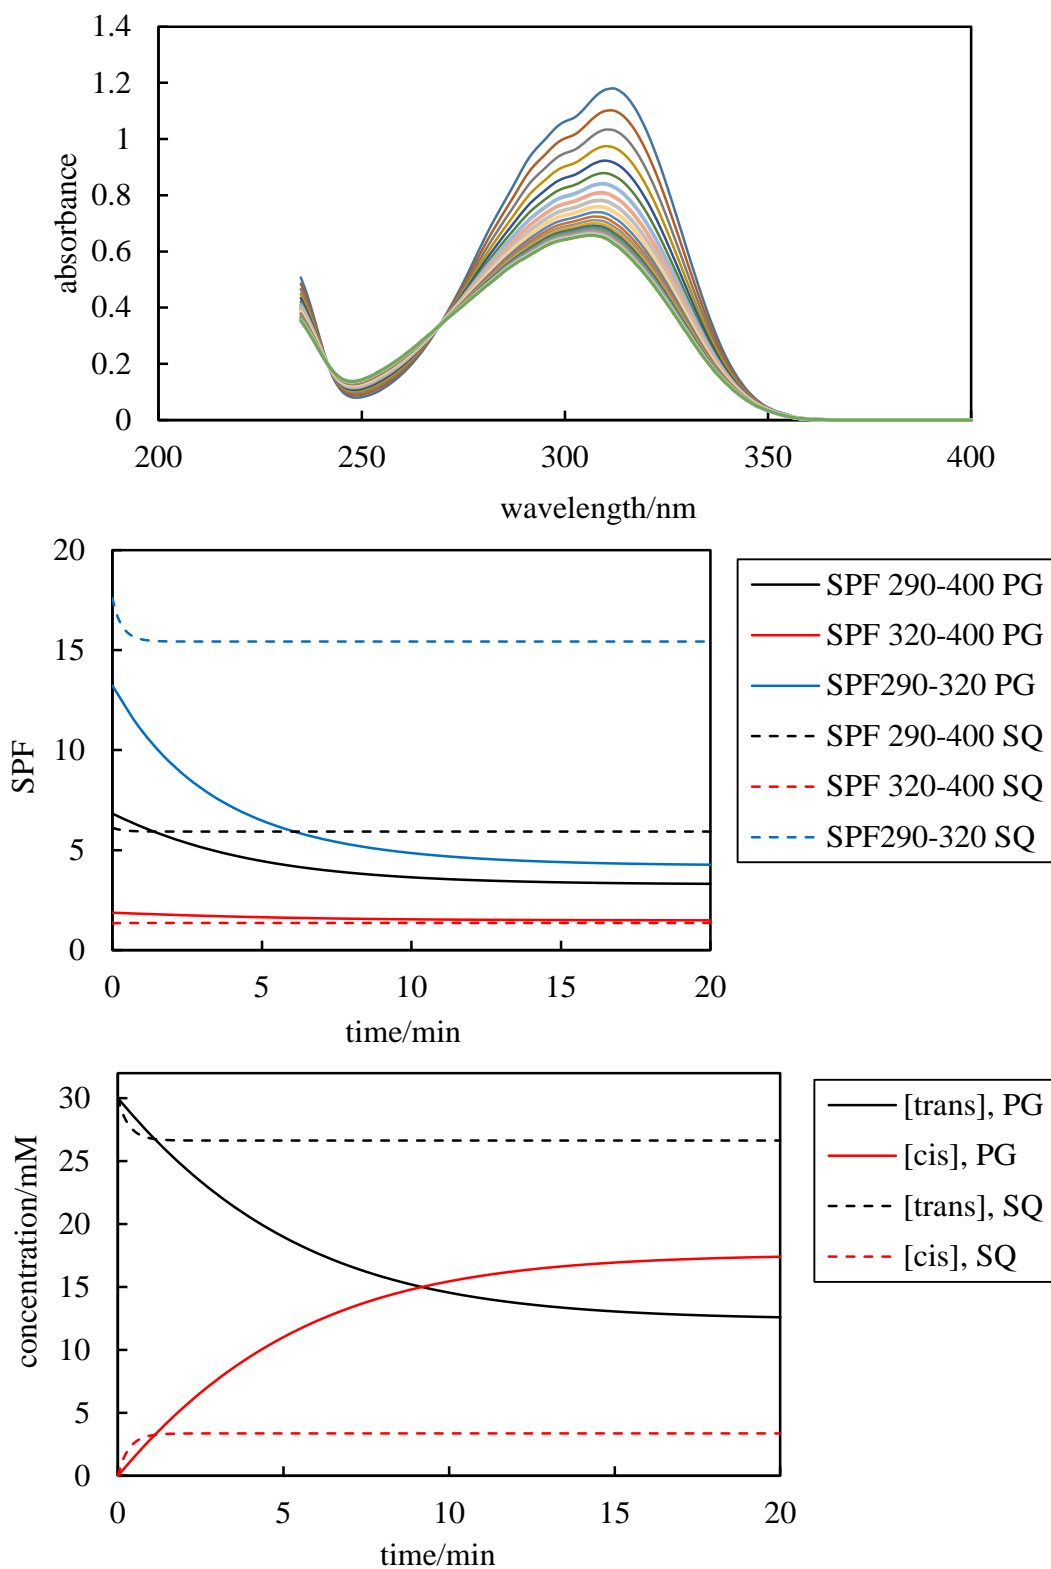 1.4
1.2
1
0.8
0.6
0.4
0.2
0
absorbance
200 250 300 350 400
wavelength/nm
20
15
10
5
0
SPF
0 5 10 15 20
time/min
SPF 290-400 PG
SPF 320-400 PG
SPF290-320 PG
SPF 290-400 SQ
SPF 320-400 SQ
SPF290-320 SQ
30
25
20
15
10
5
0
concentration/mM
0 5 10 15 20
time/min
[trans], PG
[cis], PG
[trans], SQ
[cis], SQ